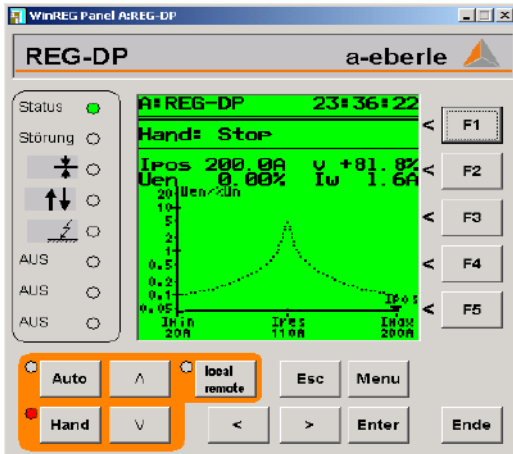 WinREG Panel A:REG-DP
REG-DP a-eberle
Status
Störung
AUS
AUS
AUS
A: REG-DP 23:36:22
Hand: Stop
Ipos 200.0A v +81.8%
Uen 0.00% Iw 1.6A
Uen/%Un
20
10
5
2
1
0.5
0.2
0.1
0.05
Ipos
IMin Ires IMax
20A 110A 200A
< F1
< F2
< F3
< F4
< F5
Auto ᐱ local remote Esc Menu
Hand ᐯ < > Enter Ende